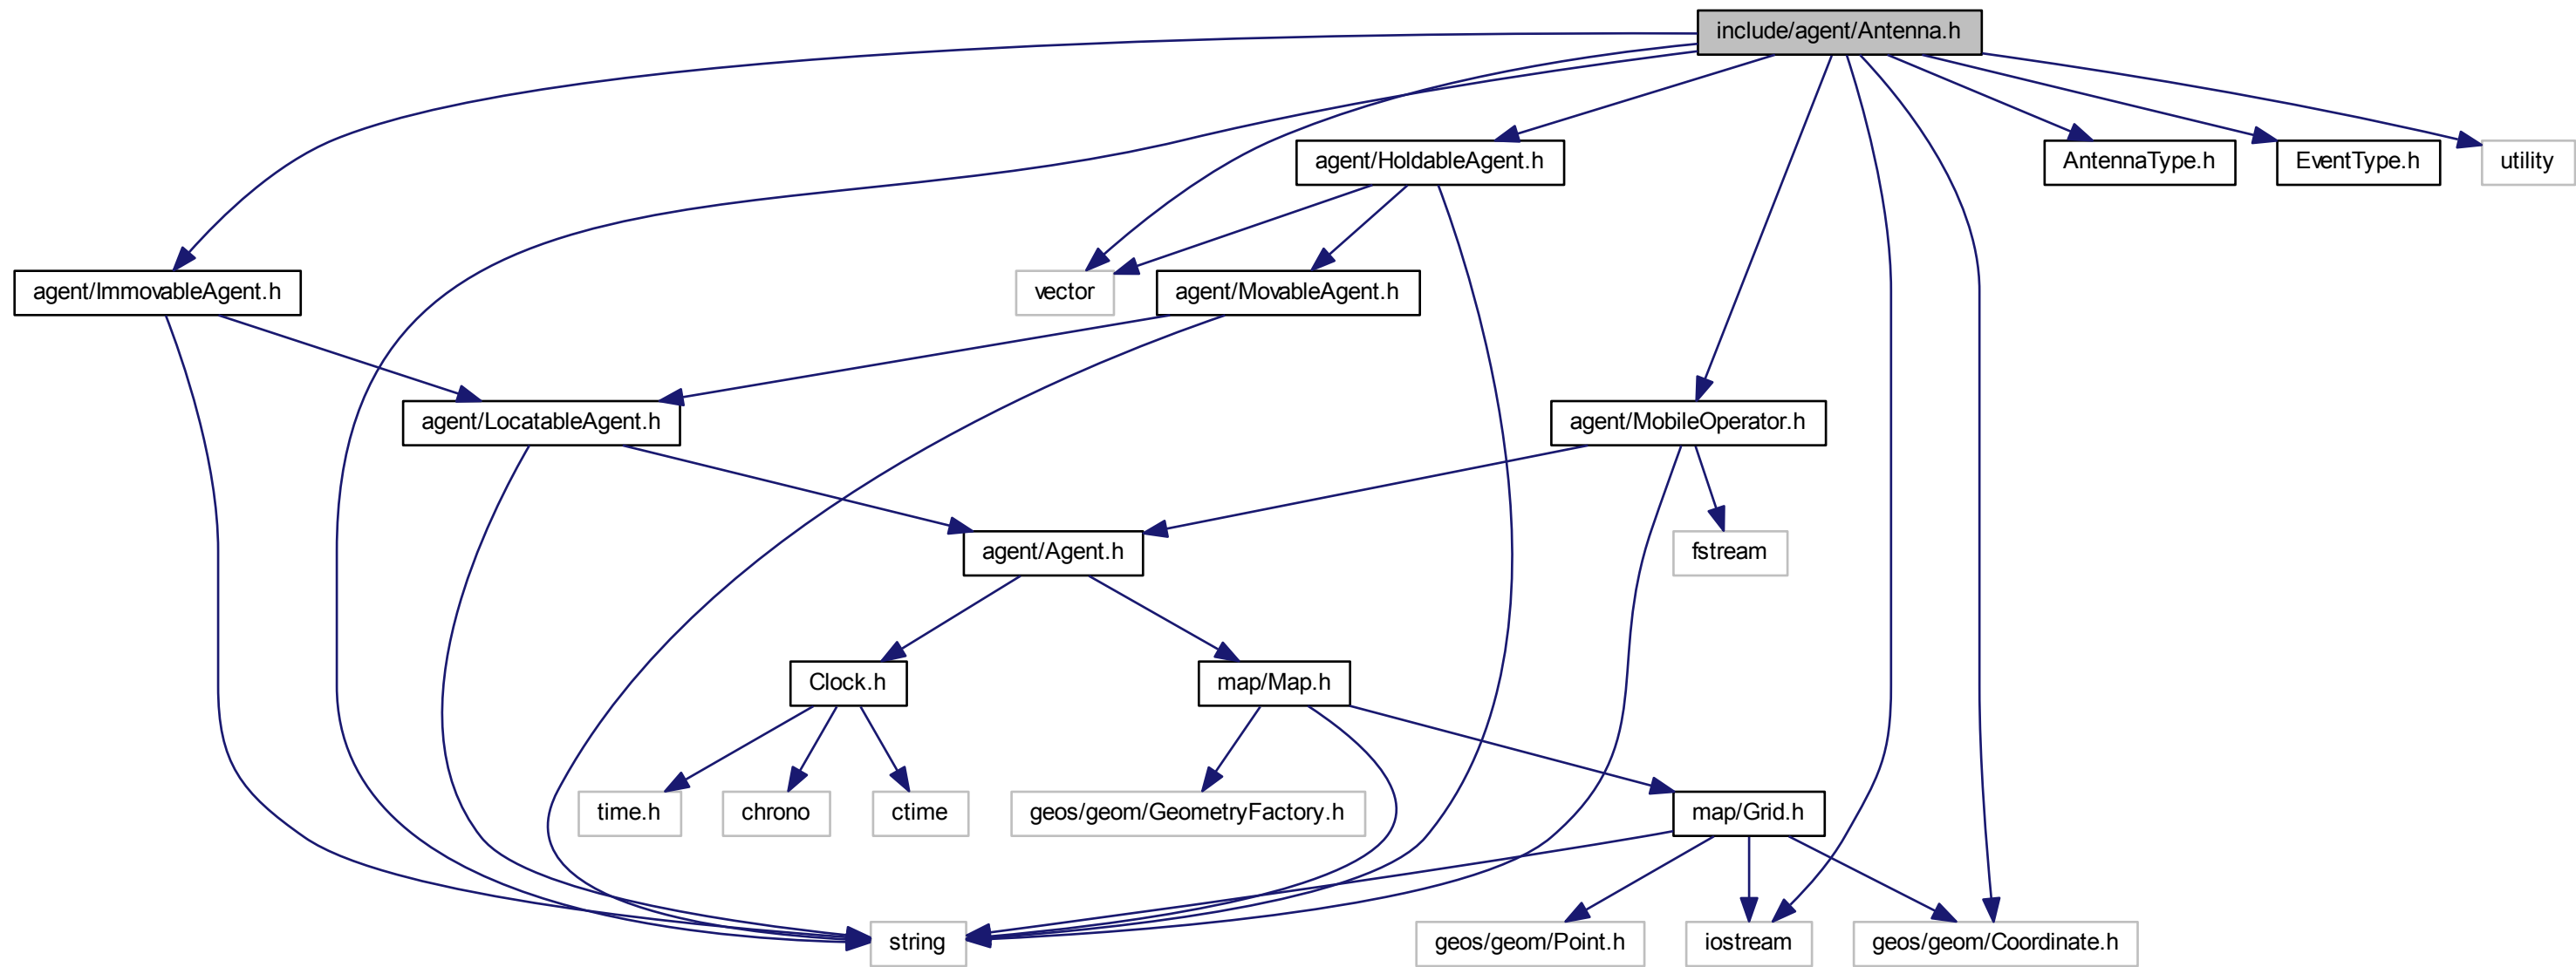 include/agent/Antenna.h
agent/HoldableAgent.h
AntennaType.h
EventType.h
utility
agent/ImmovableAgent.h
vector
agent/MovableAgent.h
agent/LocatableAgent.h
agent/MobileOperator.h
agent/Agent.h
fstream
Clock.h
map/Map.h
time.h
chrono
ctime
geos/geom/GeometryFactory.h
map/Grid.h
string
geos/geom/Point.h
iostream
geos/geom/Coordinate.h